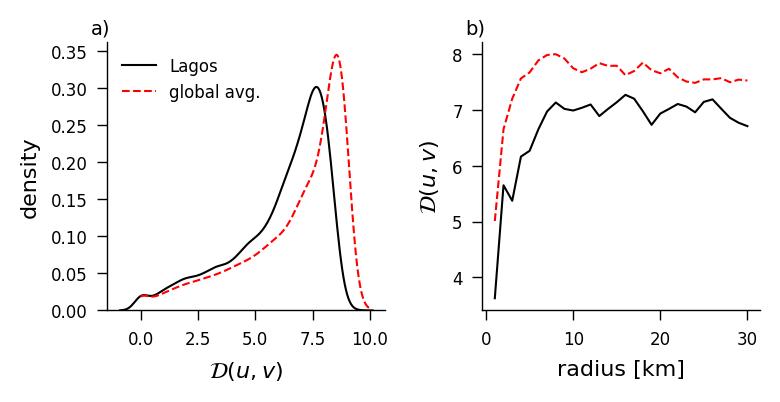 a)
density
0.35
0.30
0.25
0.20
0.15
0.10
0.05
0.00
Lagos
global avg.
0.0 2.5 5.0 7.5 10.0
𝒟(u, v)
b)
𝒟(u, v)
8
7
6
5
4
0 10 20 30
radius [km]